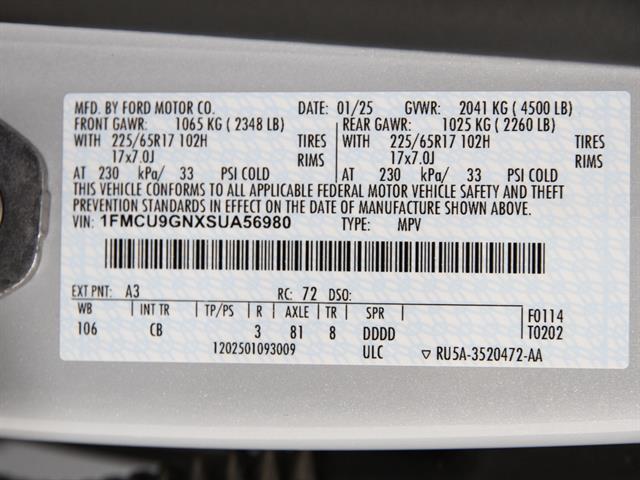 MFD. BY FORD MOTOR CO. DATE: 01/25 GVWR: 2041 KG ( 4500 LB)
FRONT GAWR: 1065 KG ( 2348 LB) REAR GAWR: 1025 KG ( 2260 LB)
WITH 225/65R17 102H TIRES WITH 225/65R17 102H TIRES
17x7.0J RIMS 17x7.0J RIMS
AT 230 kPa/ 33 PSI COLD AT 230 kPa/ 33 PSI COLD
THIS VEHICLE CONFORMS TO ALL APPLICABLE FEDERAL MOTOR VEHICLE SAFETY AND THEFT
PREVENTION STANDARDS IN EFFECT ON THE DATE OF MANUFACTURE SHOWN ABOVE.
VIN: 1FMCU9GNXSUA56980 TYPE: MPV
EXT PNT: A3 RC: 72 DSO:
WB INT TR TP/PS R AXLE TR SPR F0114
106 CB 3 81 8 DDDD T0202
1202501093009 ULC ▽ RU5A-3520472-AA